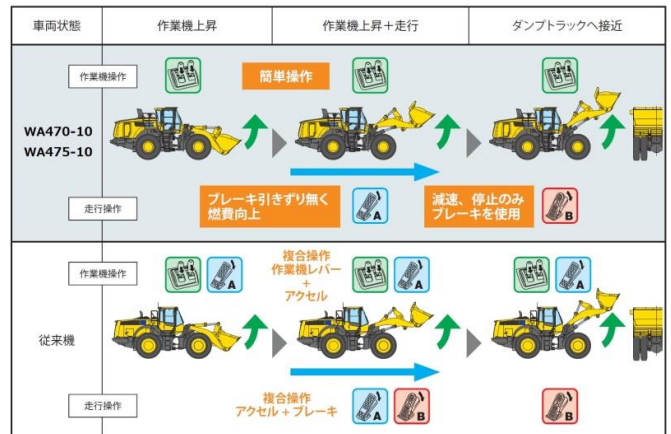 車両状態
作業機上昇
作業機上昇＋走行
ダンプトラックへ接近
作業機操作
簡単操作
WA470-10
WA475-10
ブレーキ引きずり無く
燃費向上
A
減速、停止のみ
ブレーキを使用
B
走行操作
作業機操作
A
複合操作
作業機レバー
+
アクセル
A
A
従来機
走行操作
複合操作
アクセル + ブレーキ
A
B
B